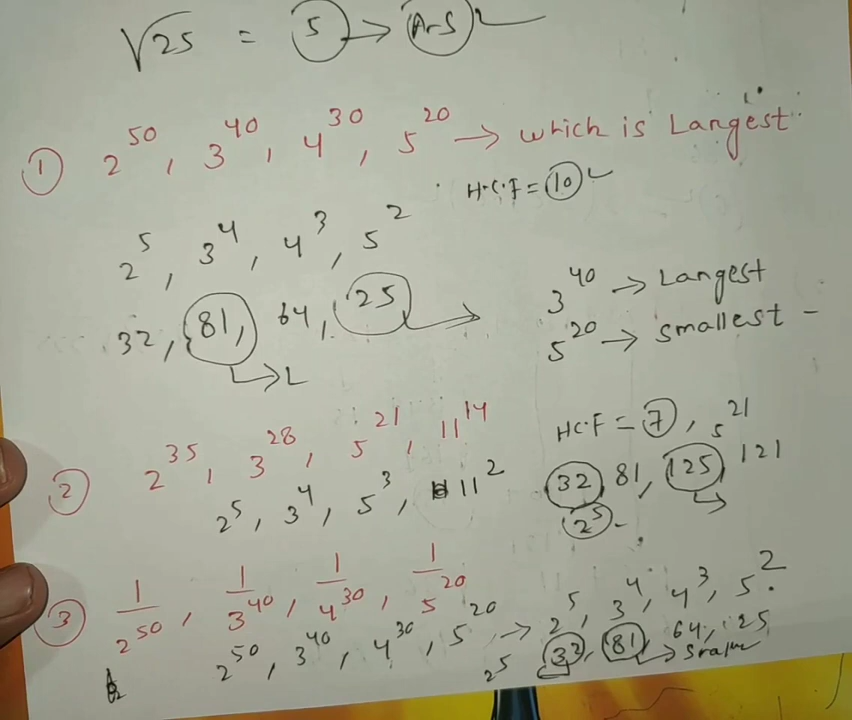 √25 = 5 → Ans
① 2^50, 3^40, 4^30, 5^20 → which is Largest.
H.C.F = 10
2^5, 3^4, 4^3, 5^2
32, 81, 64, 25
→ L
3^40 → Largest
5^20 → smallest
② 2^35, 3^28, 5^21, 11^14
HCF = 7, 5^21
2^5, 3^4, 5^3, 11^2
32, 81, 125, 121
2^5
③ 1/2^50, 1/3^40, 1/4^30, 1/5^20
2^50, 3^40, 4^30, 5^20 → 2^5, 3^4, 4^3, 5^2
2^5 32, 81, 64, 25